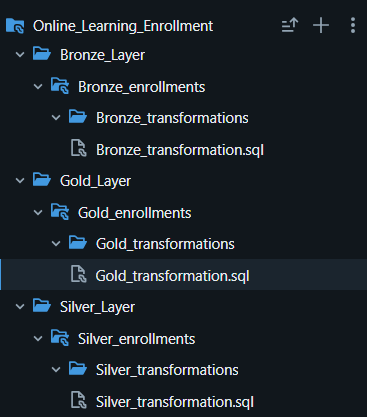 Online_Learning_Enrollment
Bronze_Layer
Bronze_enrollments
Bronze_transformations
Bronze_transformation.sql
Gold_Layer
Gold_enrollments
Gold_transformations
Gold_transformation.sql
Silver_Layer
Silver_enrollments
Silver_transformations
Silver_transformation.sql